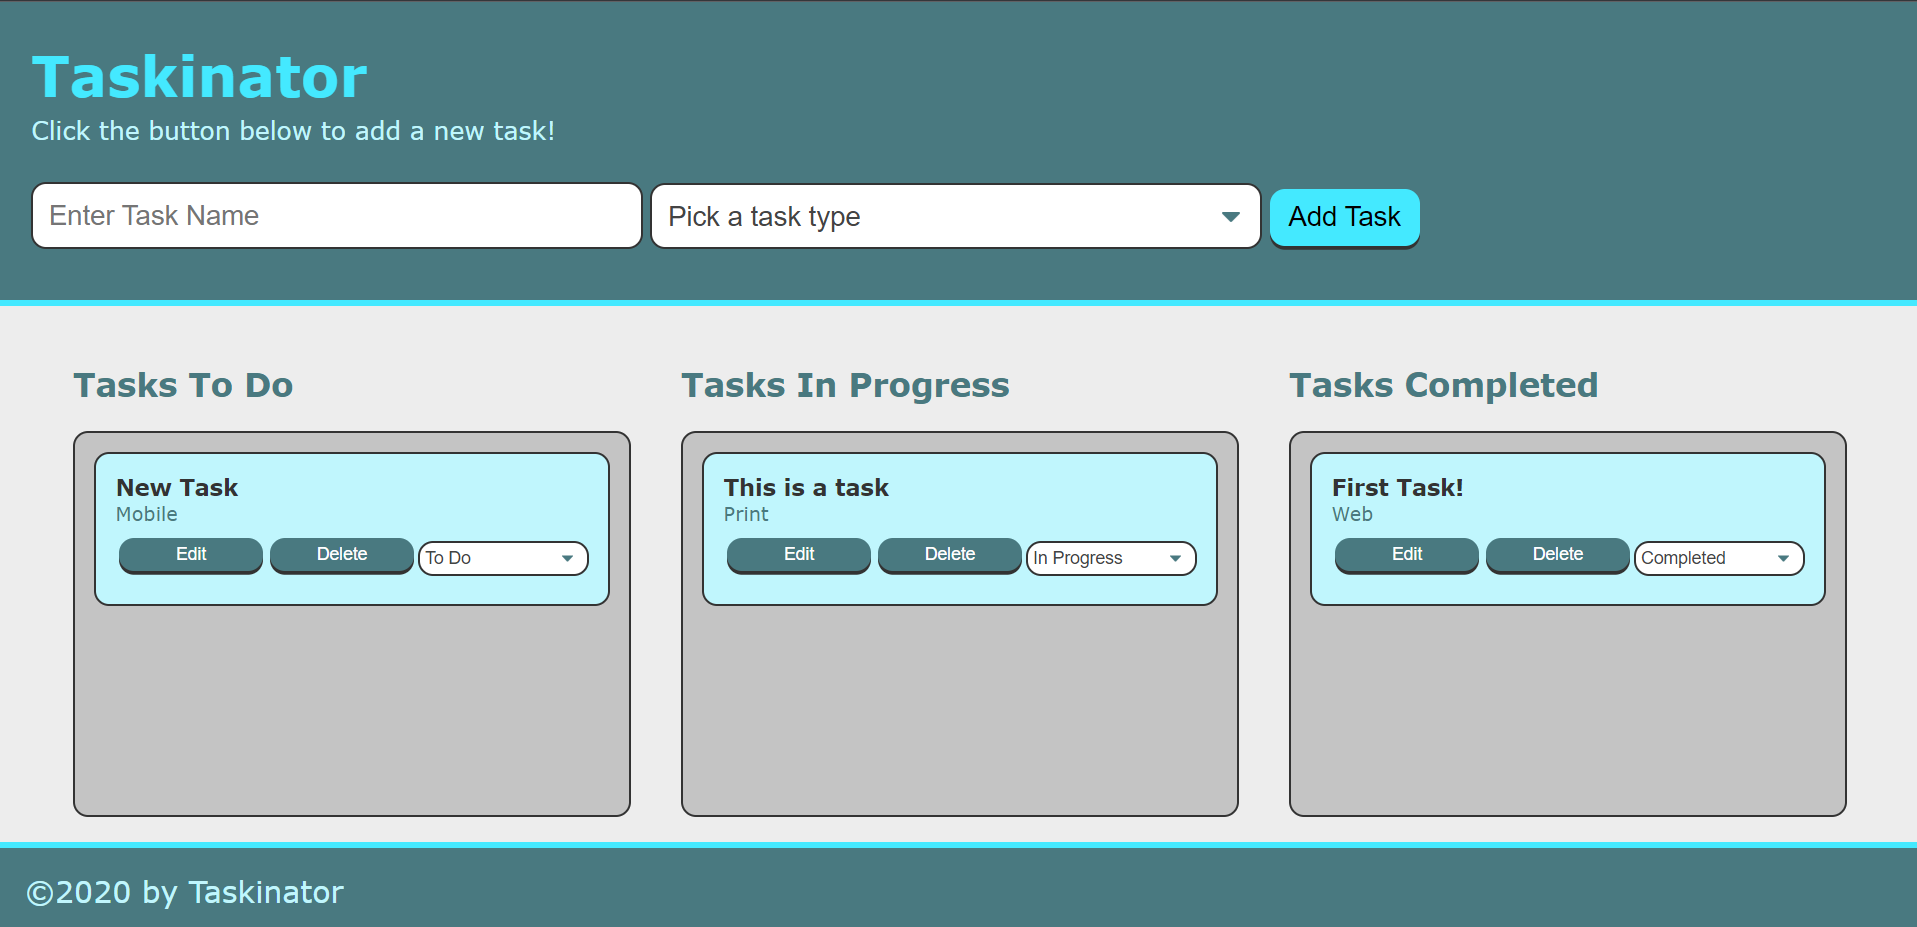 Taskinator
Click the button below to add a new task!
Enter Task Name
Pick a task type
Add Task
Tasks To Do
New Task
Mobile
Edit
Delete
To Do
Tasks In Progress
This is a task
Print
Edit
Delete
In Progress
Tasks Completed
First Task!
Web
Edit
Delete
Completed
©2020 by Taskinator